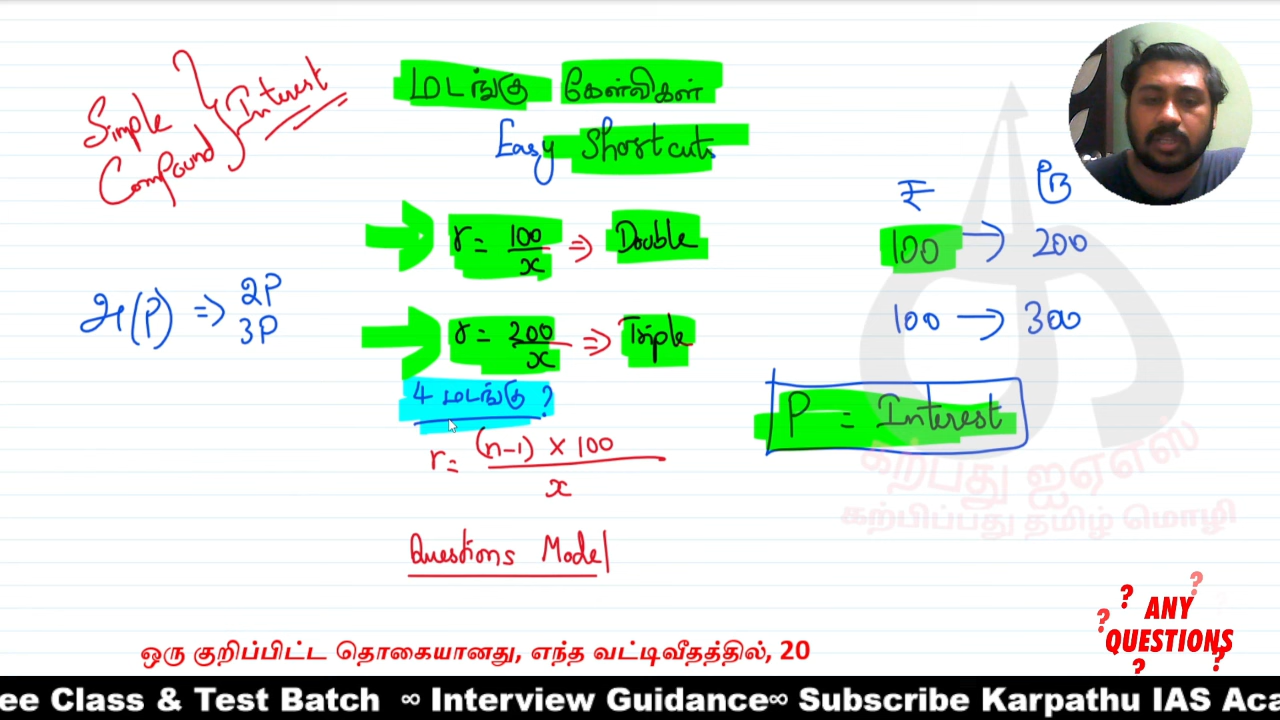 Simple
Compound } Interest
மடங்கு கேள்விகள்
Easy Shortcuts
r = 100/x ⇒ Double
r = 200/x ⇒ Triple
4 மடங்கு ?
r = (n-1) × 100 / x
Questions Model
(P) ⇒ 2P
3P
₹
100 → 200
100 → 300
P = Interest
கற்பது ஐஏஎஸ்
கற்பிப்பது தமிழ் மொழி
ஒரு குறிப்பிட்ட தொகையானது, எந்த வட்டிவீதத்தில், 20
? ? ?
ANY
QUESTIONS
? ?
ee Class & Test Batch ∞ Interview Guidance∞ Subscribe Karpathu IAS Aca